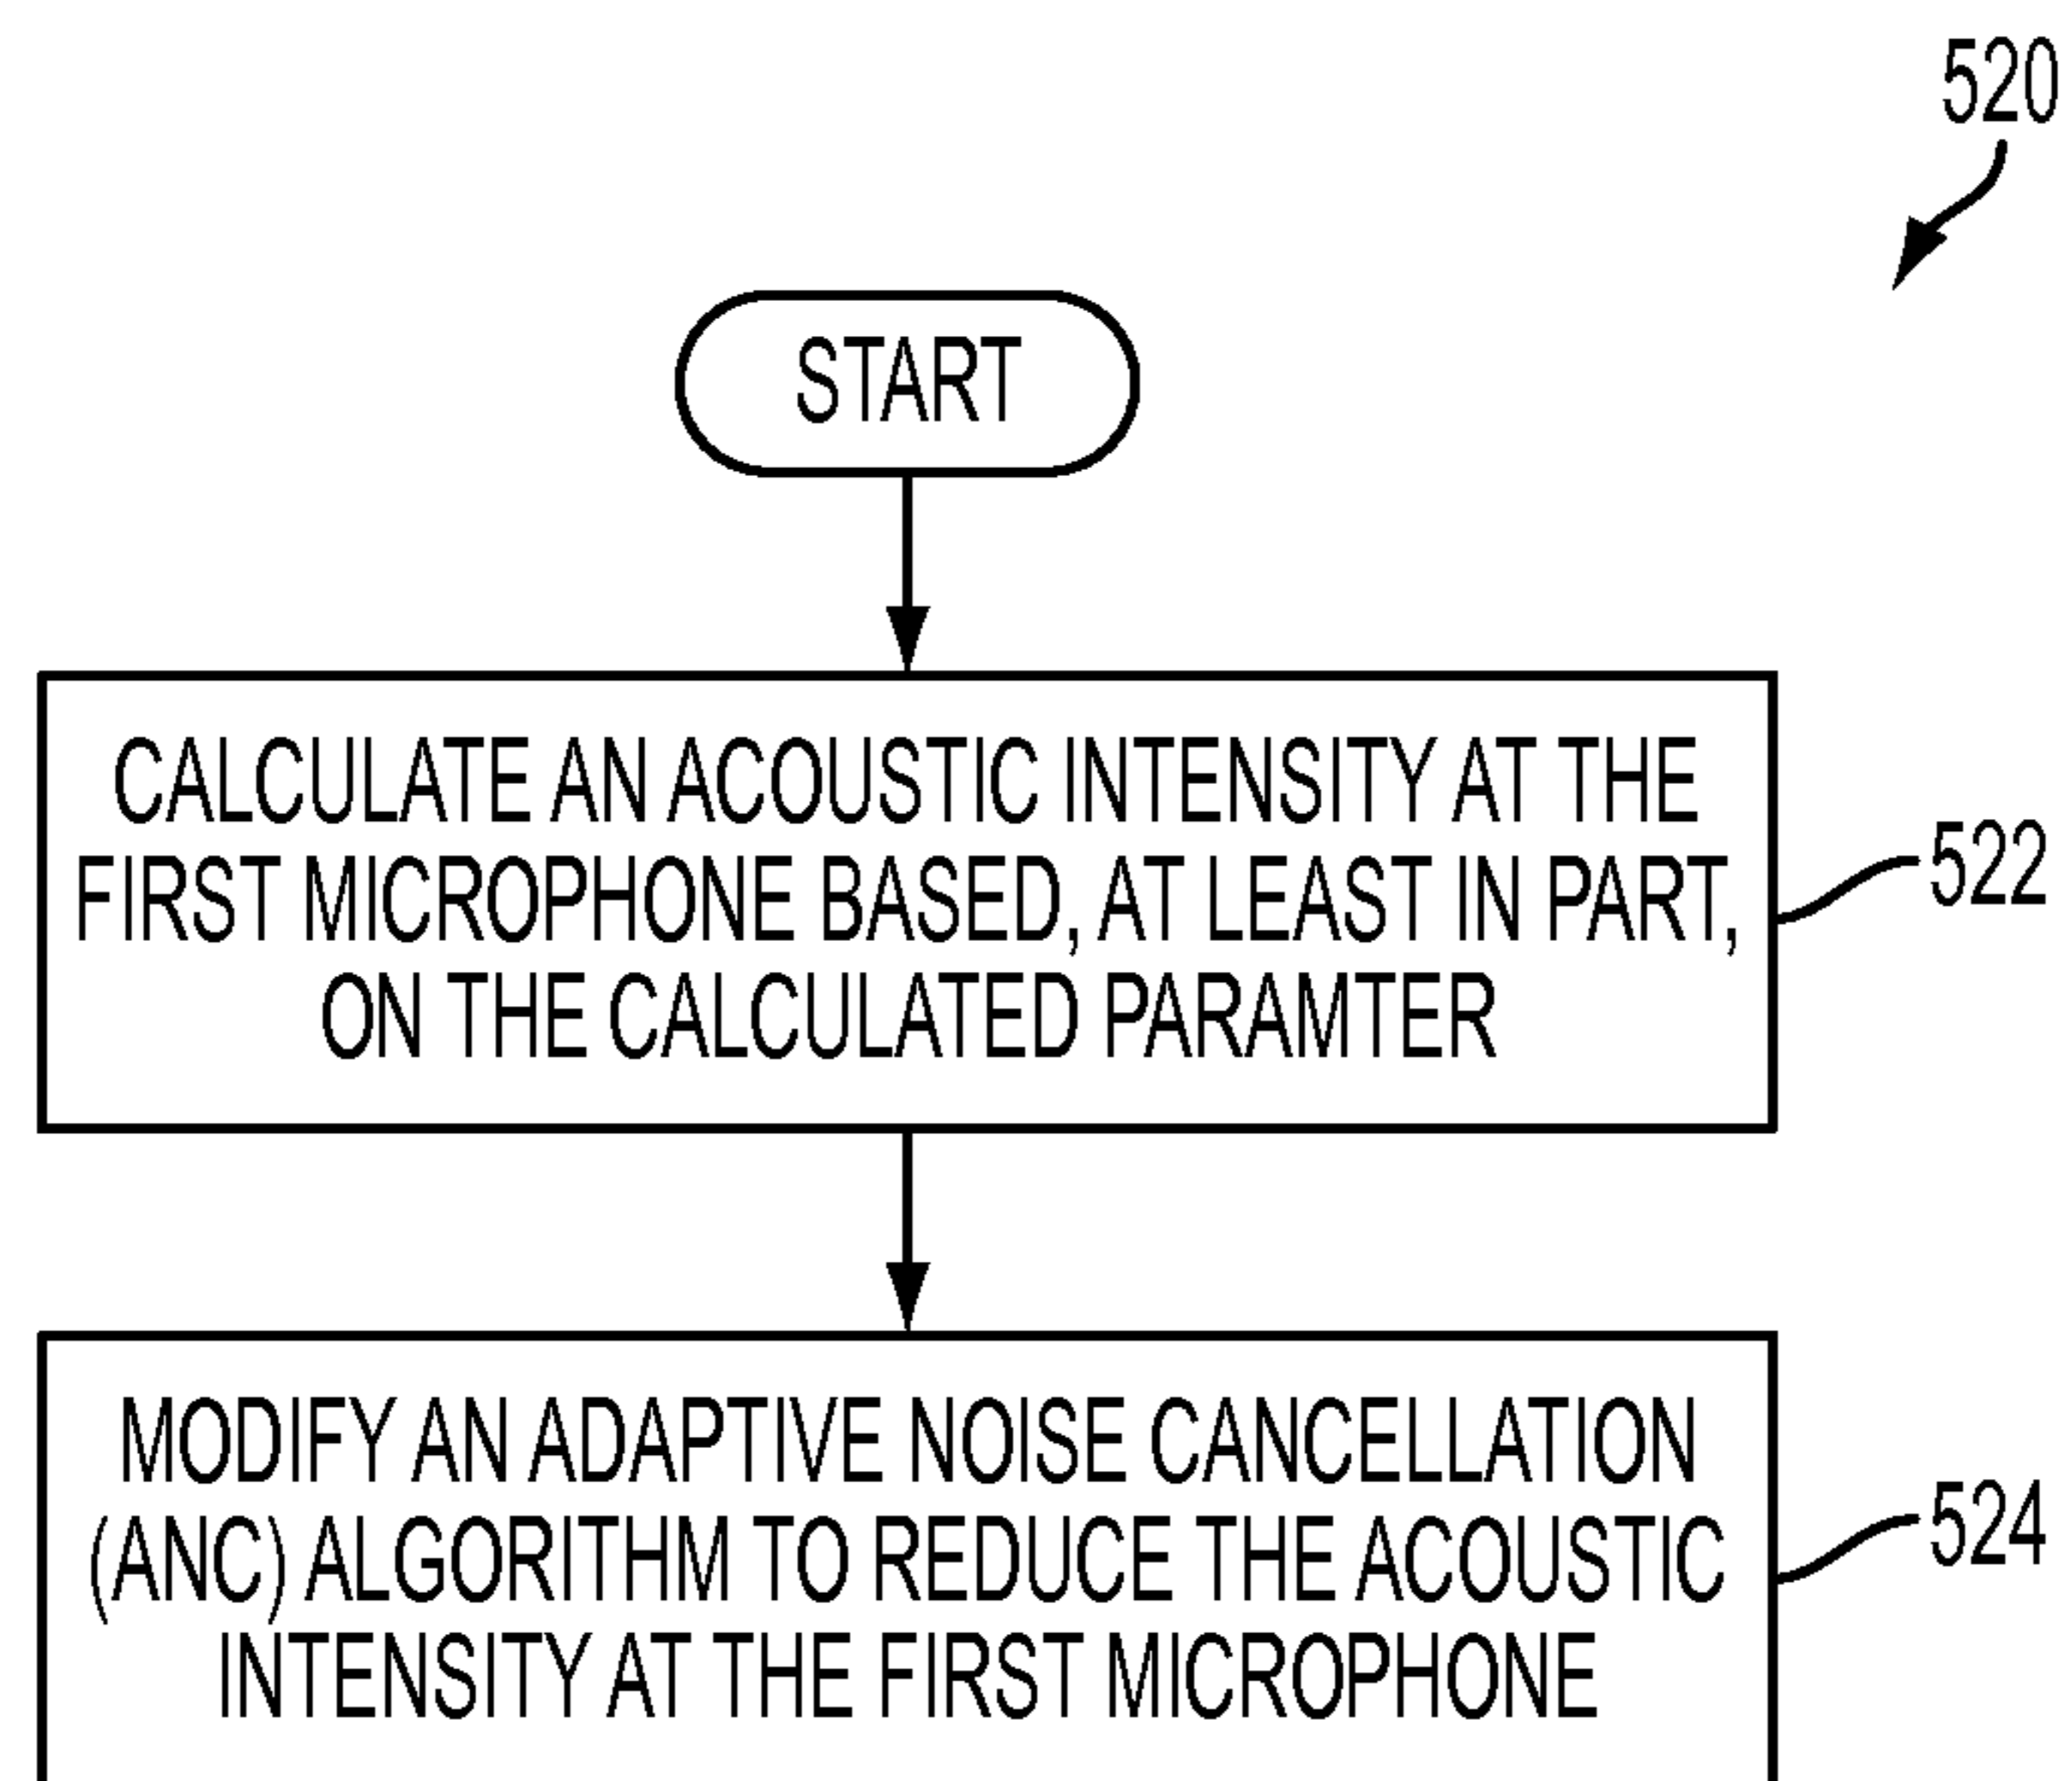 520
START
CALCULATE AN ACOUSTIC INTENSITY AT THE
FIRST MICROPHONE BASED, AT LEAST IN PART,
ON THE CALCULATED PARAMTER
522
MODIFY AN ADAPTIVE NOISE CANCELLATION
(ANC) ALGORITHM TO REDUCE THE ACOUSTIC
INTENSITY AT THE FIRST MICROPHONE
524